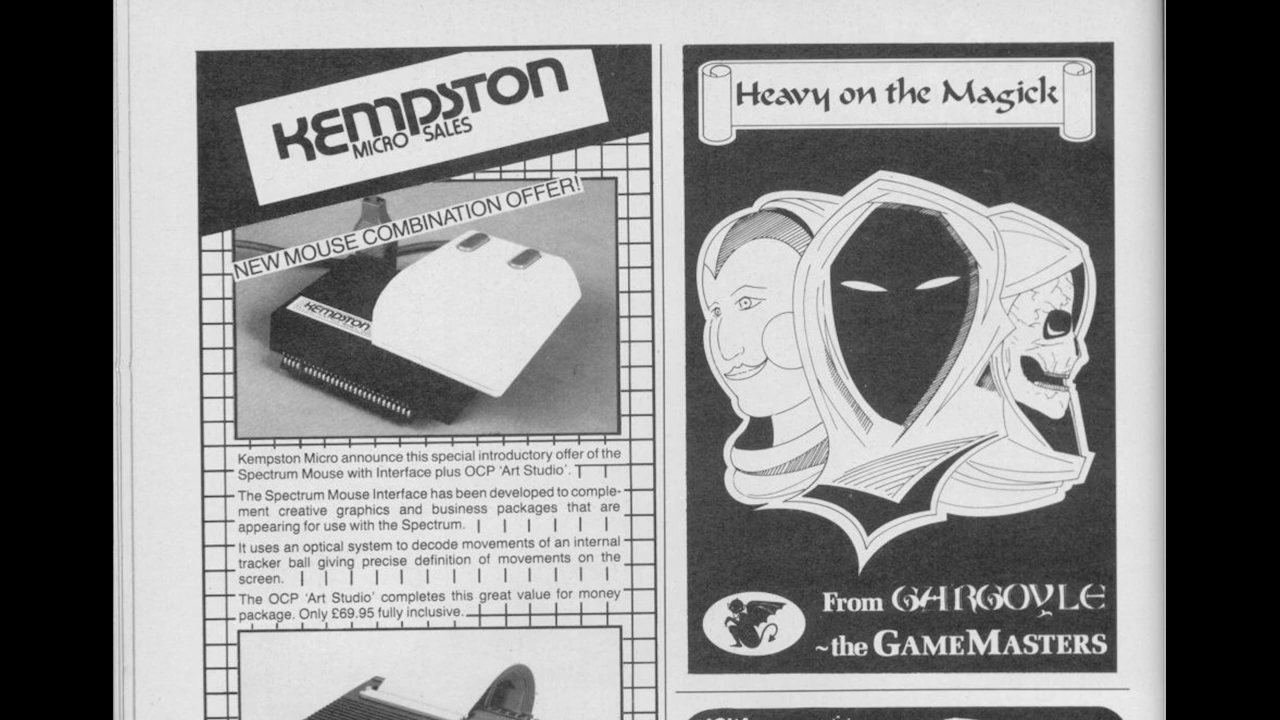 KEMPSTON
MICRO SALES
NEW MOUSE COMBINATION OFFER!
KEMPSTON
Kempston Micro announce this special introductory offer of the
Spectrum Mouse with Interface plus OCP 'Art Studio'.
The Spectrum Mouse Interface has been developed to comple-
ment creative graphics and business packages that are
appearing for use with the Spectrum.
It uses an optical system to decode movements of an internal
tracker ball giving precise definition of movements on the
screen.
The OCP 'Art Studio' completes this great value for money
package. Only £69.95 fully inclusive.
Heavy on the Magick
From GARGOYLE
~the GAMEMASTERS